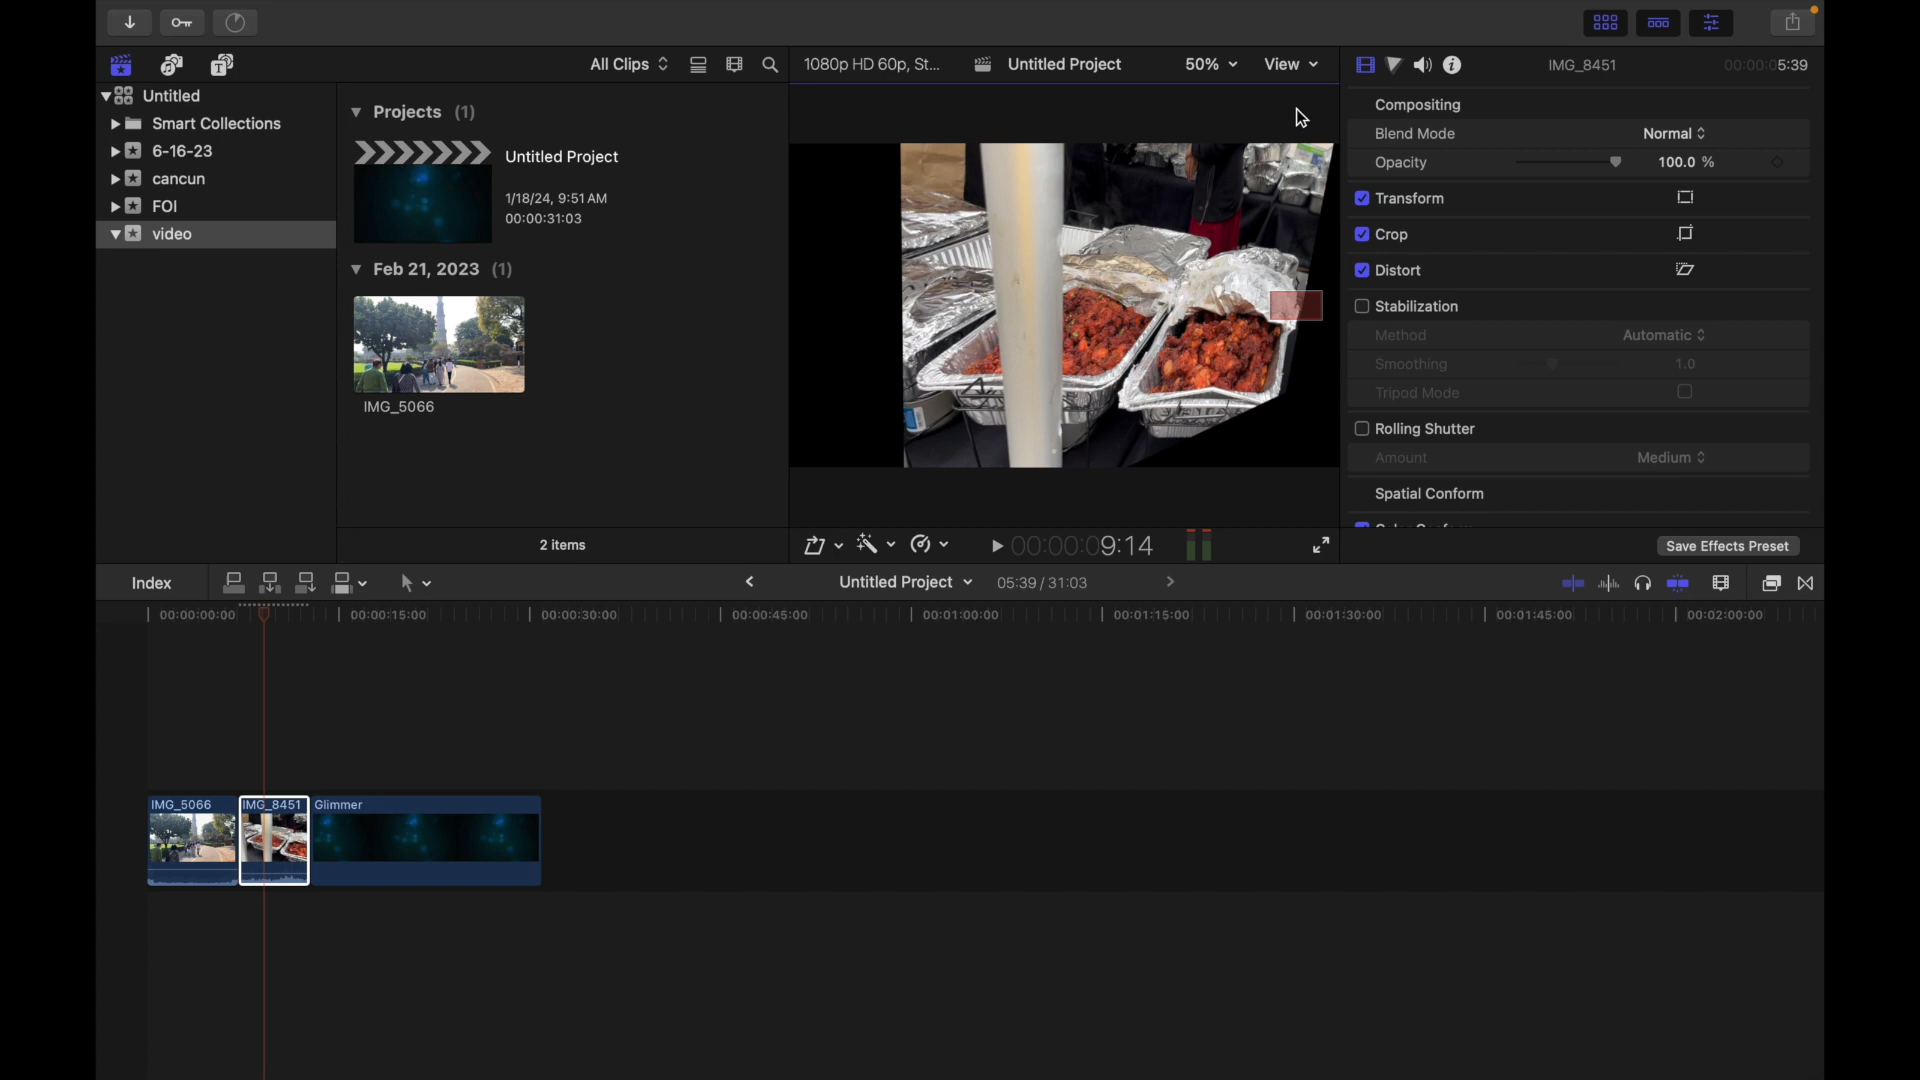 All Clips
1080p HD 60p, St...
Untitled Project
50%
View
IMG_8451
00:00:05:39
Untitled
Smart Collections
6-16-23
cancun
FOI
video
Projects (1)
Untitled Project
1/18/24, 9:51 AM
00:00:31:03
Feb 21, 2023 (1)
IMG_5066
2 items
00:00:09:14
Compositing
Blend Mode
Normal
Opacity
100.0 %
Transform
Crop
Distort
Stabilization
Method
Automatic
Smoothing
1.0
Tripod Mode
Rolling Shutter
Amount
Medium
Spatial Conform
Save Effects Preset
Index
Untitled Project
05:39 / 31:03
00:00:00:00
00:00:15:00
00:00:30:00
00:00:45:00
00:01:00:00
00:01:15:00
00:01:30:00
00:01:45:00
00:02:00:00
IMG_5066
IMG_8451
Glimmer